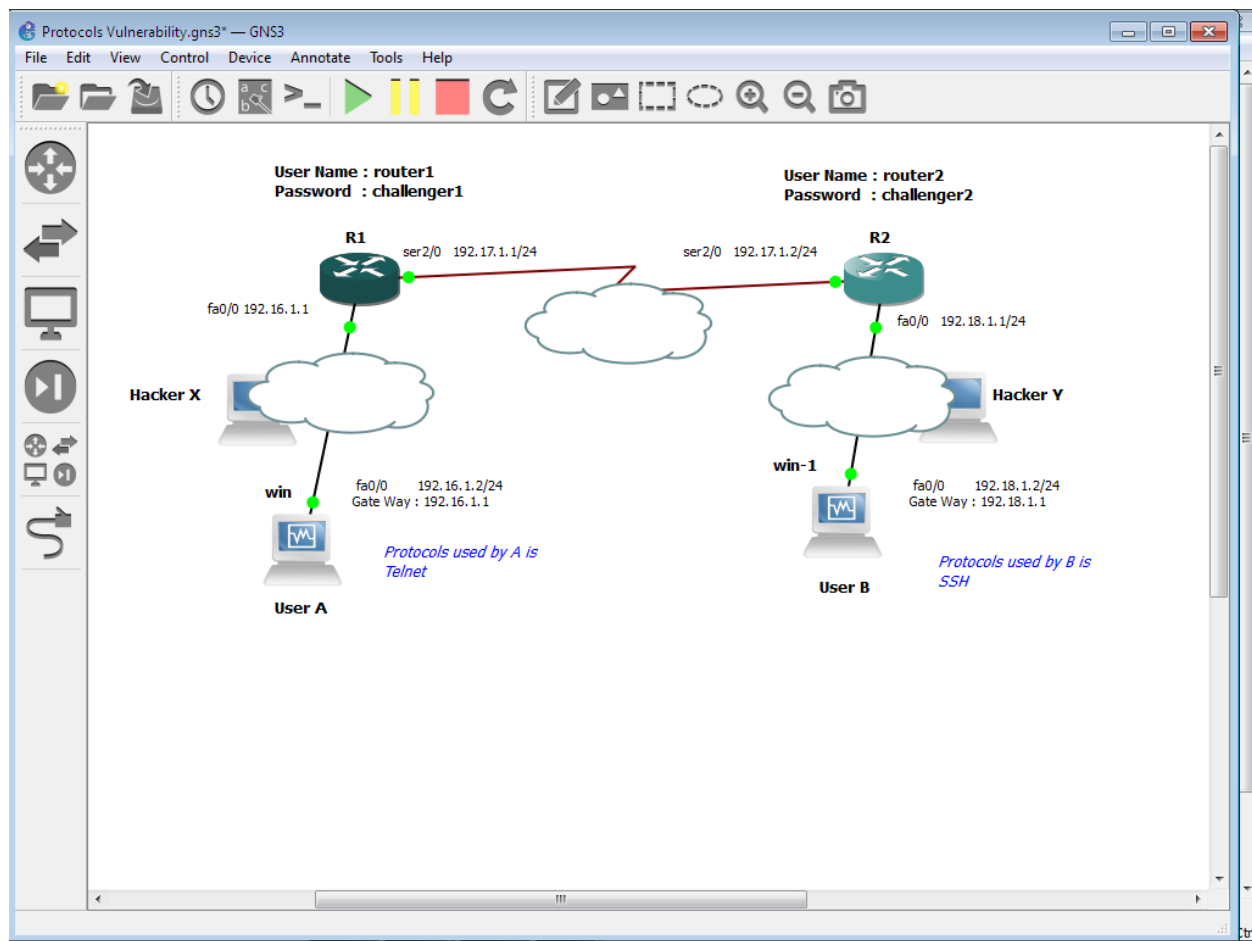 Protocols Vulnerability.gns3* — GNS3
File Edit View Control Device Annotate Tools Help
User Name : router1
Password : challenger1
User Name : router2
Password : challenger2
R1
R2
ser2/0 192.17.1.1/24
ser2/0 192.17.1.2/24
fa0/0 192.16.1.1
fa0/0 192.18.1.1/24
Hacker X
Hacker Y
win
fa0/0 192.16.1.2/24
Gate Way : 192.16.1.1
win-1
fa0/0 192.18.1.2/24
Gate Way : 192.18.1.1
Protocols used by A is
Telnet
Protocols used by B is
SSH
User A
User B